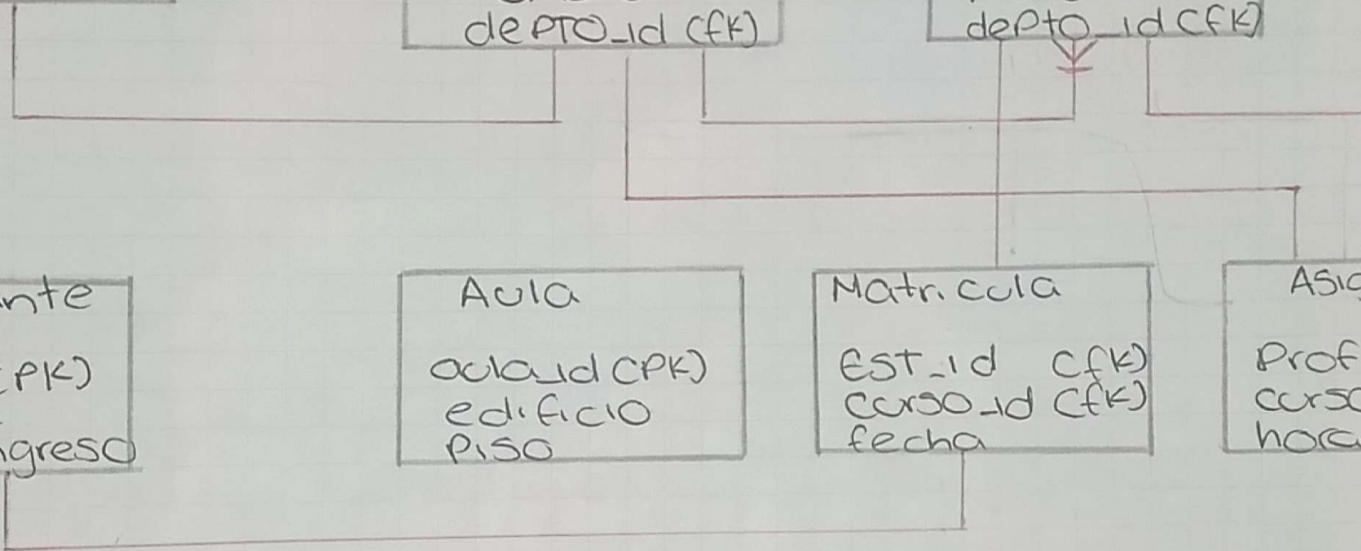 depto_id (fk)
depto_id (fk)
nte
(PK)
greso
Aula
aula_id (PK)
edificio
piso
Matricula
Est_id (fk)
curso_id (fk)
fecha
Asig
Prof
curso
hora